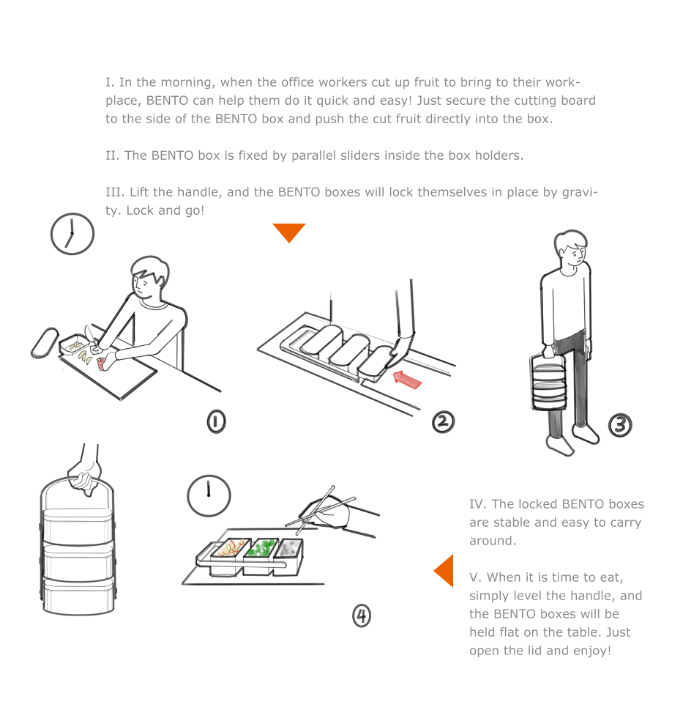 I. In the morning, when the office workers cut up fruit to bring to their work-
place, BENTO can help them do it quick and easy! Just secure the cutting board
to the side of the BENTO box and push the cut fruit directly into the box.
II. The BENTO box is fixed by parallel sliders inside the box holders.
III. Lift the handle, and the BENTO boxes will lock themselves in place by gravi-
ty. Lock and go!
①
②
③
④
IV. The locked BENTO boxes
are stable and easy to carry
around.
V. When it is time to eat,
simply level the handle, and
the BENTO boxes will be
held flat on the table. Just
open the lid and enjoy!